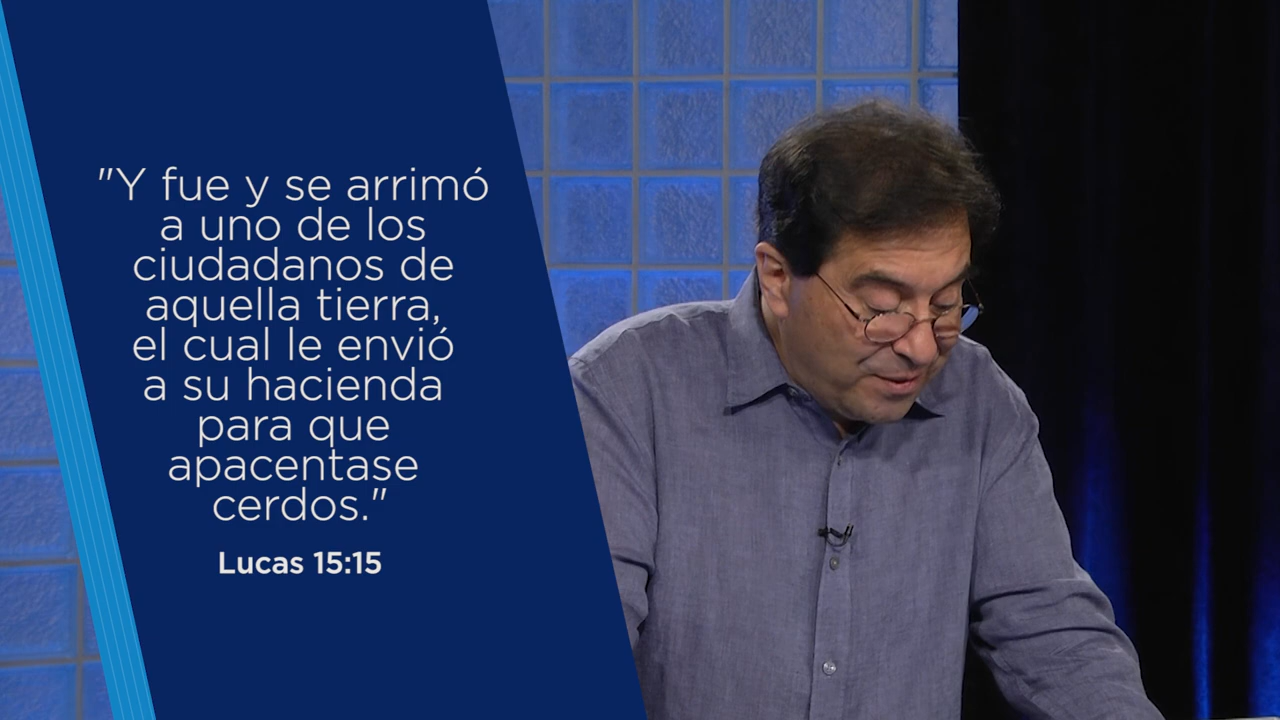 "Y fue y se arrimó
a uno de los
ciudadanos de
aquella tierra,
el cual le envió
a su hacienda
para que
apacentase
cerdos."
Lucas 15:15